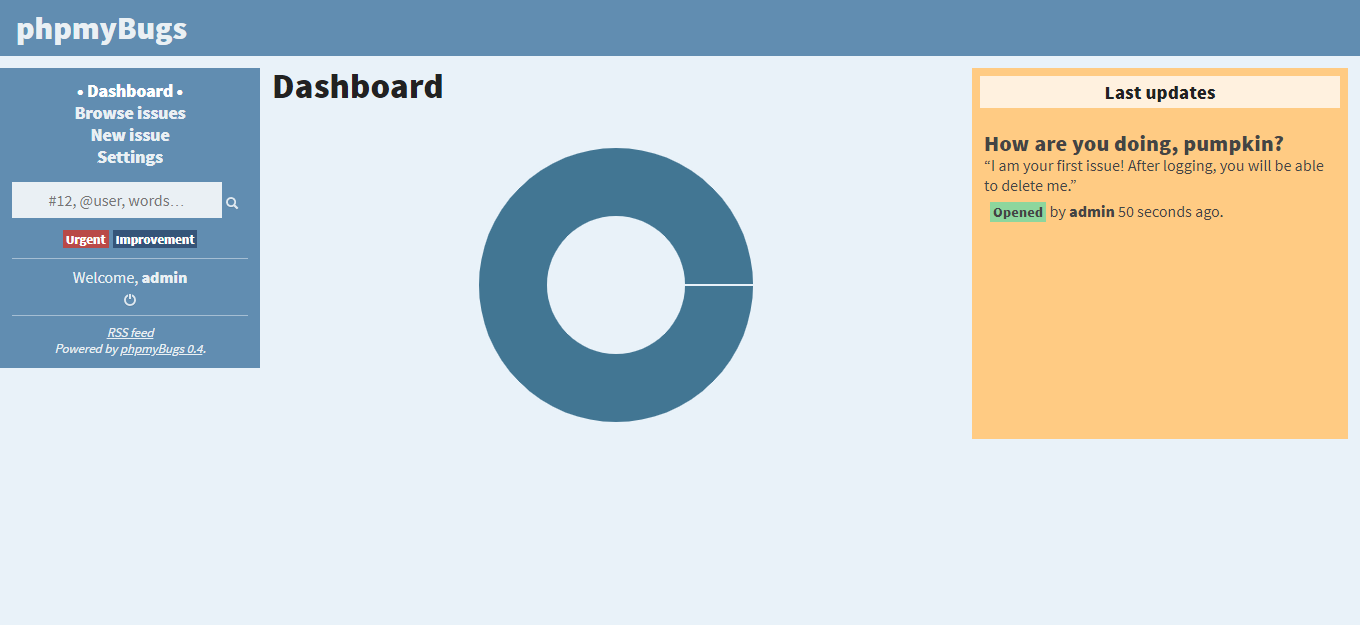 phpmyBugs
• Dashboard •
Browse issues
New issue
Settings
#12, @user, words…
Urgent Improvement
Welcome, admin
RSS feed
Powered by phpmyBugs 0.4.
Dashboard
Last updates
How are you doing, pumpkin?
“I am your first issue! After logging, you will be able
to delete me.”
Opened by admin 50 seconds ago.